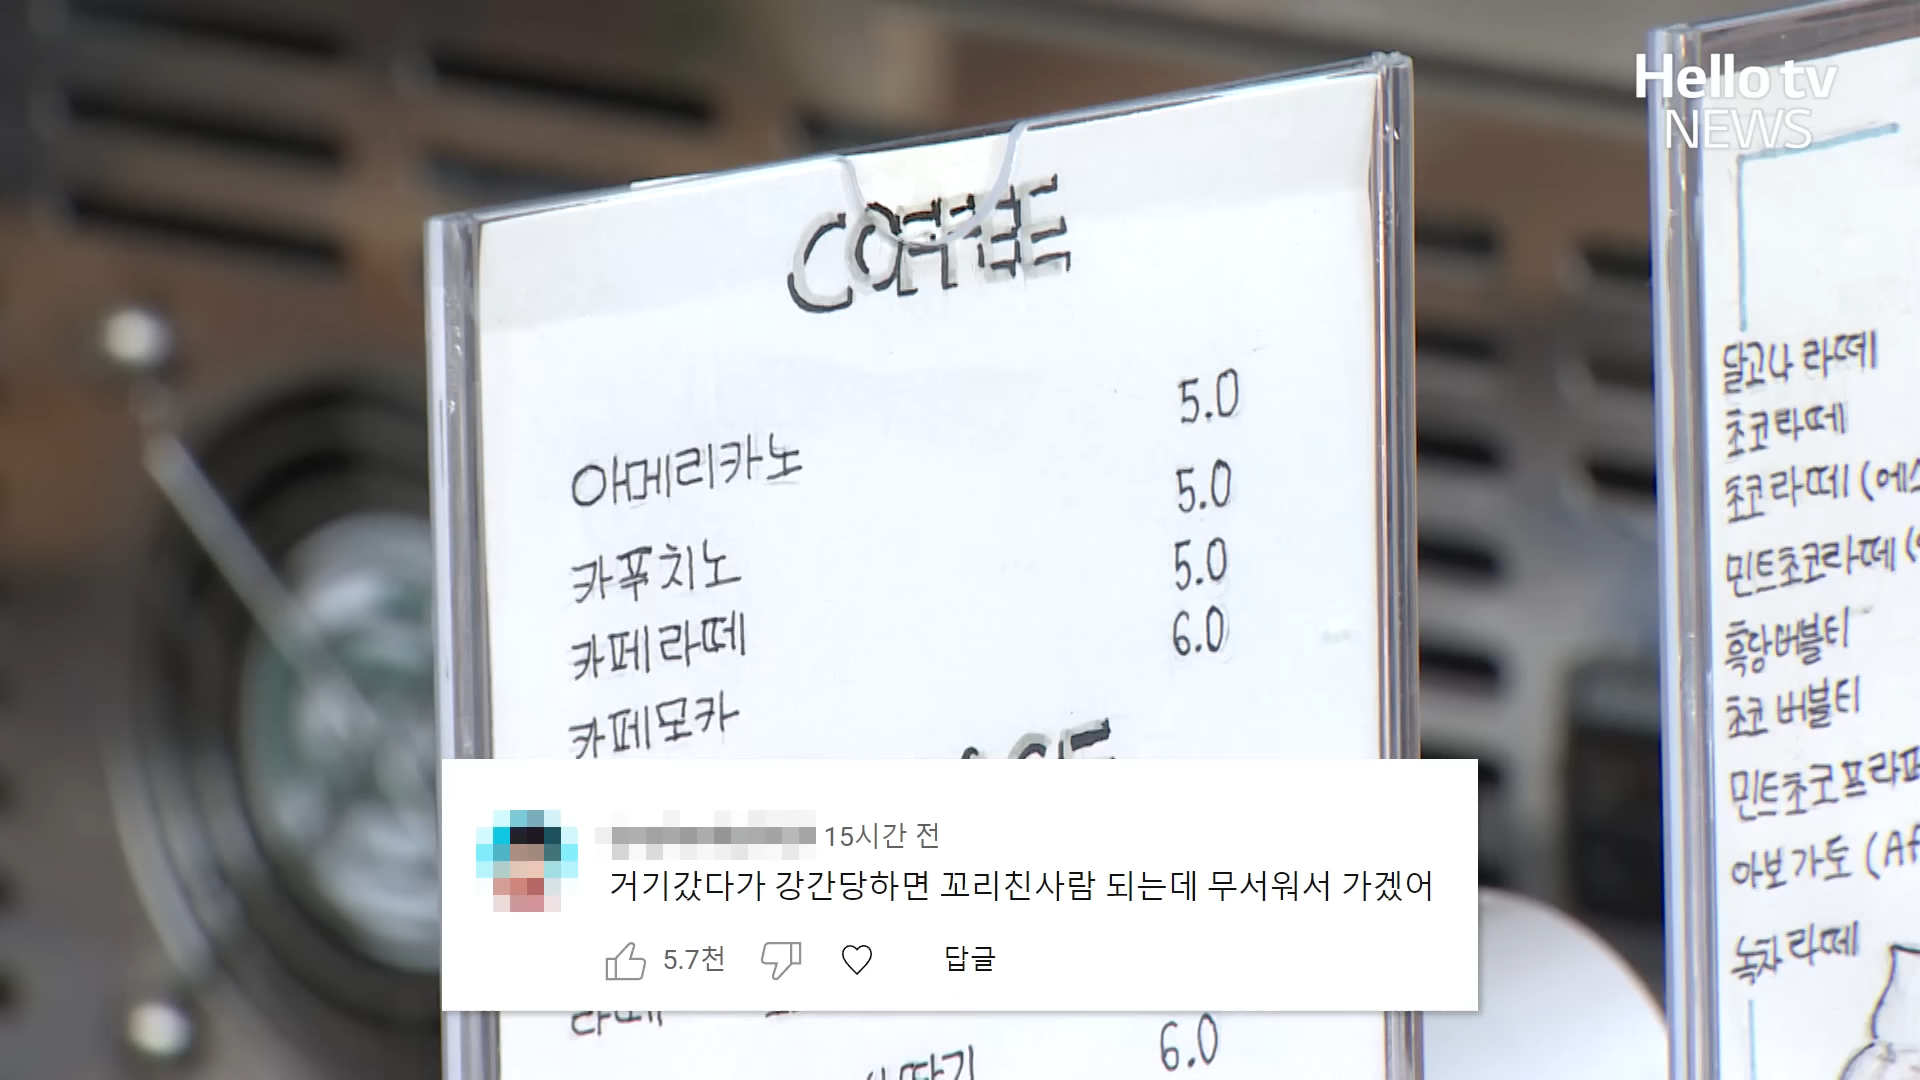 Hello tv
NEWS
COFFEE
아메리카노 5.0
카푸치노 5.0
카페라떼 5.0
카페모카 6.0
15시간 전
거기갔다가 강간당하면 꼬리친사람 되는데 무서워서 가겠어
5.7천
답글
6.0
달고나 라떼
초코라떼
초코라떼 (에스
민트초코라떼
흑당버블티
초코 버블티
민트초코프라페
아보가토 (Af
녹차라떼